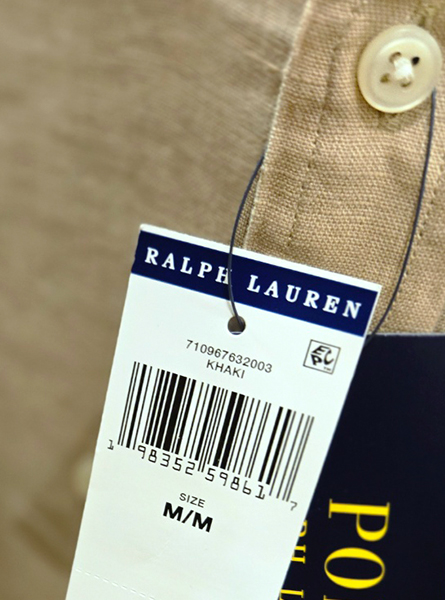 RALPH LAUREN
710967632003
KHAKI
1 98352 59861 7
SIZE
M/M
PO